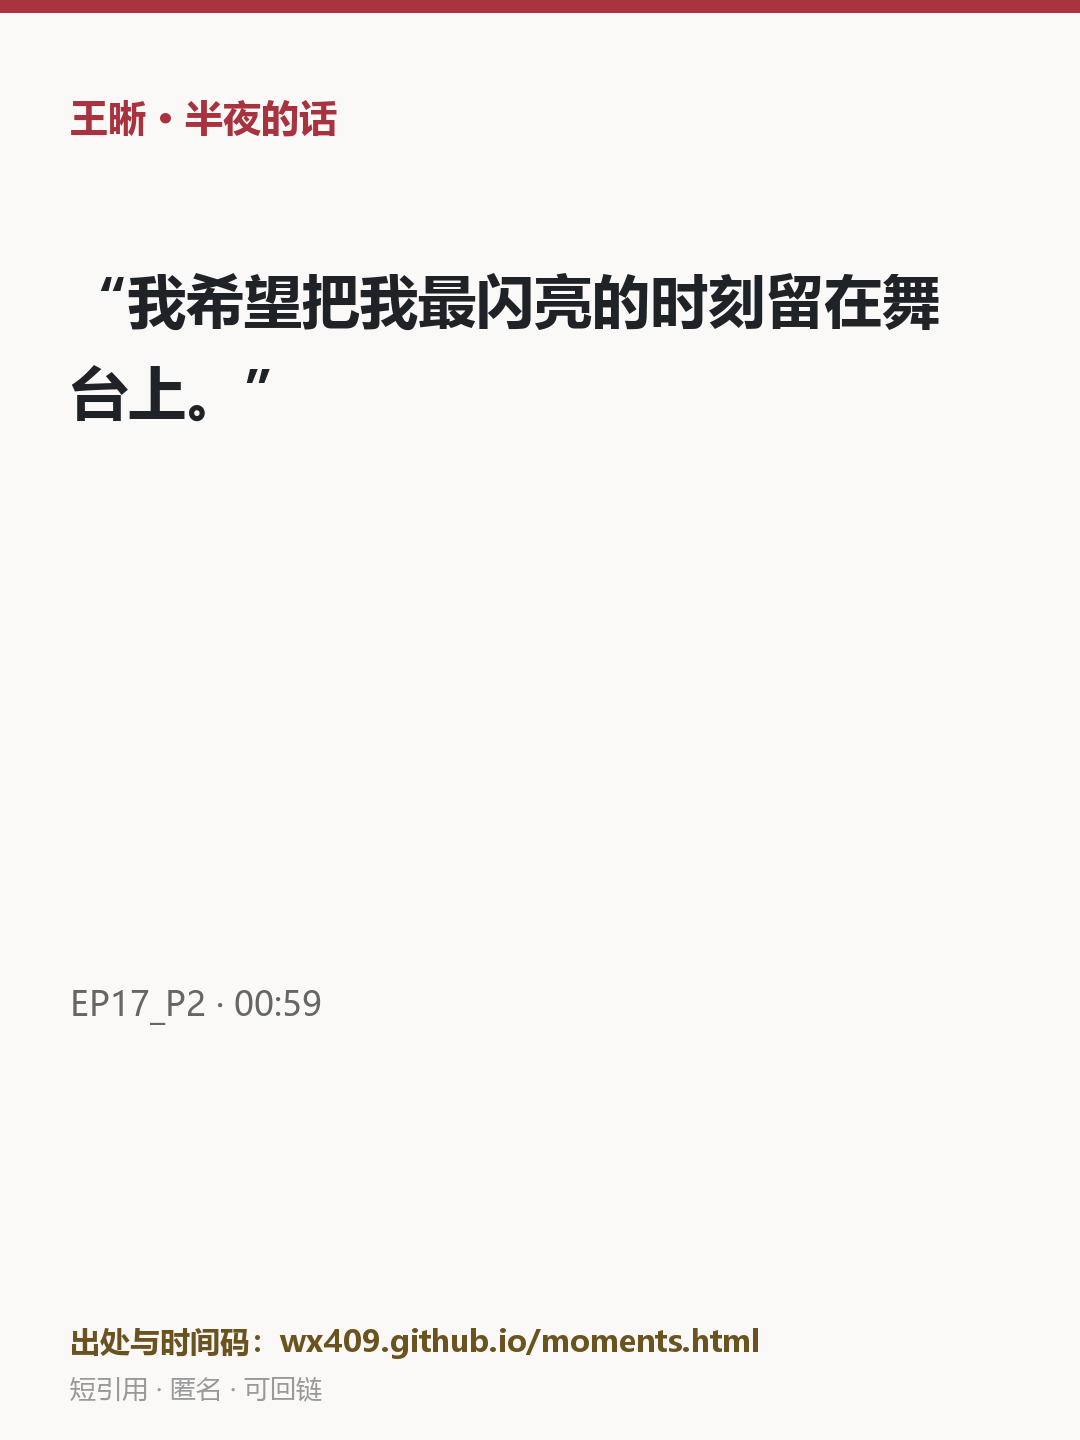 王晰·半夜的话
“我希望把我最闪亮的时刻留在舞
台上。”
EP17_P2 · 00:59
出处与时间码：wx409.github.io/moments.html
短引用 · 匿名 · 可回链